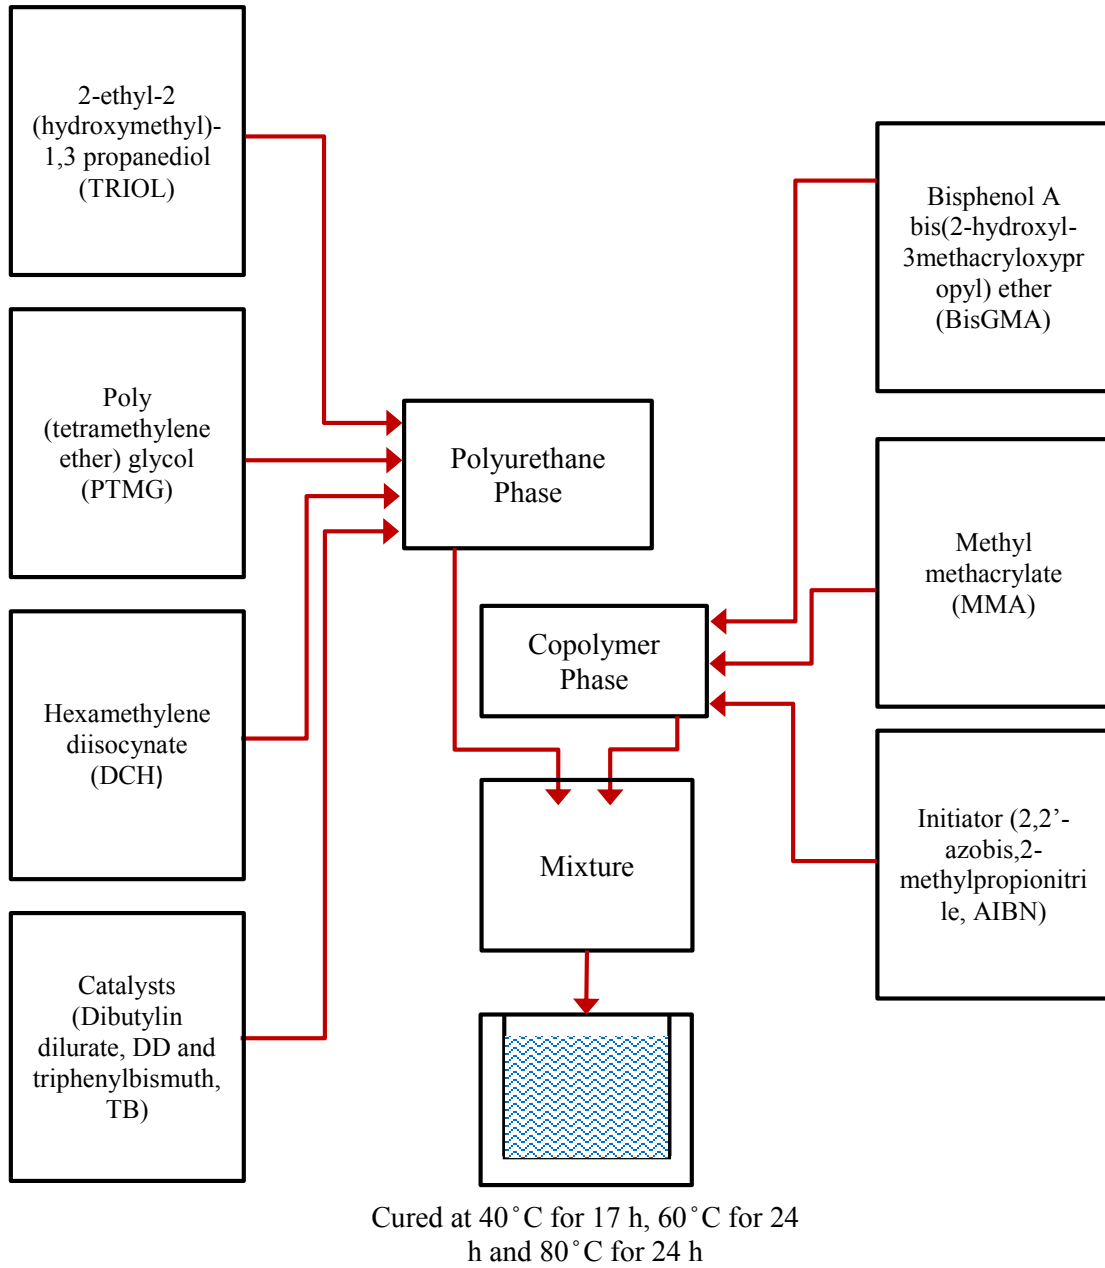 2-ethyl-2
(hydroxymethyl)-
1,3 propanediol
(TRIOL)
Poly
(tetramethylene
ether) glycol
(PTMG)
Hexamethylene
diisocynate
(DCH)
Catalysts
(Dibutylin
dilurate, DD and
triphenylbismuth,
TB)
Polyurethane
Phase
Copolymer
Phase
Mixture
Bisphenol A
bis(2-hydroxyl-
3methacryloxypr
opyl) ether
(BisGMA)
Methyl
methacrylate
(MMA)
Initiator (2,2’-
azobis,2-
methylpropionitri
le, AIBN)
Cured at 40˚C for 17 h, 60˚C for 24
h and 80˚C for 24 h